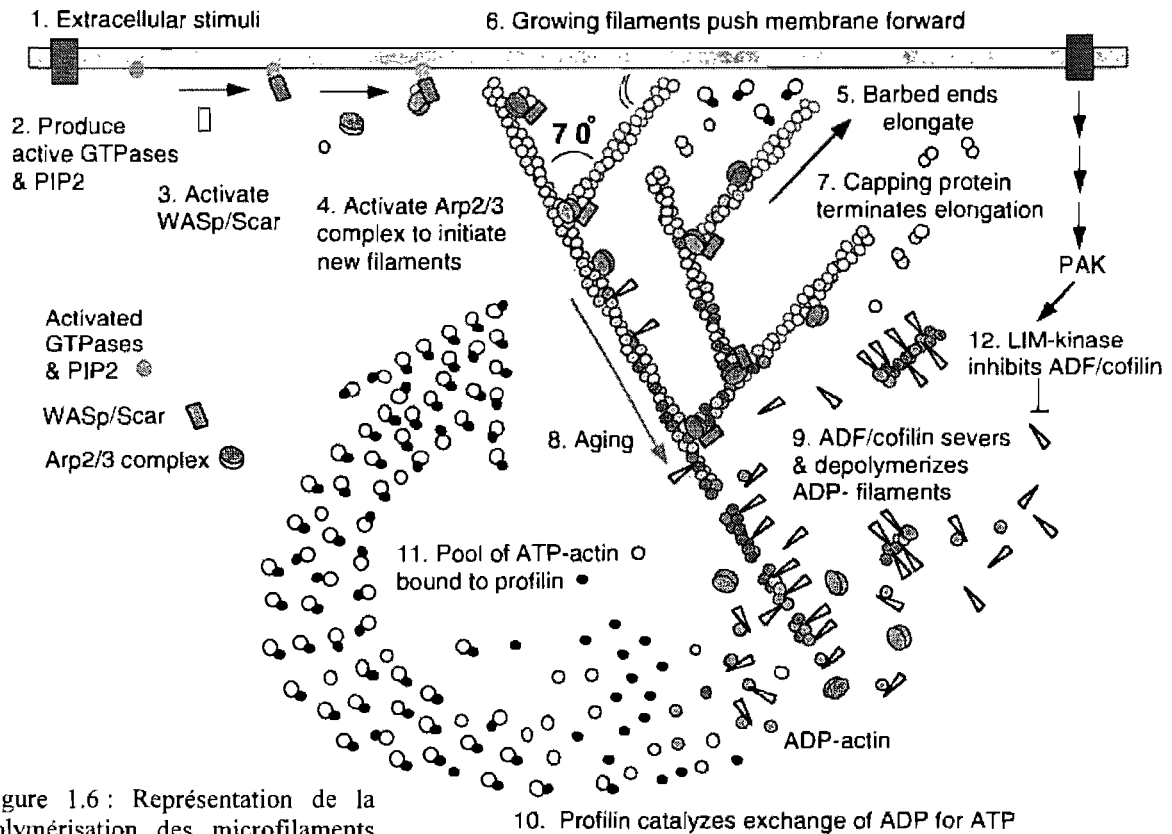 1. Extracellular stimuli
6. Growing filaments push membrane forward
2. Produce
active GTPases
& PIP2
3. Activate
WASp/Scar
4. Activate Arp2/3
complex to initiate
new filaments
70°
5. Barbed ends
elongate
7. Capping protein
terminates elongation
PAK
12. LIM-kinase
inhibits ADF/cofilin
Activated
GTPases
& PIP2
WASp/Scar
Arp2/3 complex
8. Aging
9. ADF/cofilin severs
& depolymerizes
ADP- filaments
11. Pool of ATP-actin
bound to profilin
ADP-actin
10. Profilin catalyzes exchange of ADP for ATP
gure 1.6 : Représentation de la
lymérisation des microfilaments